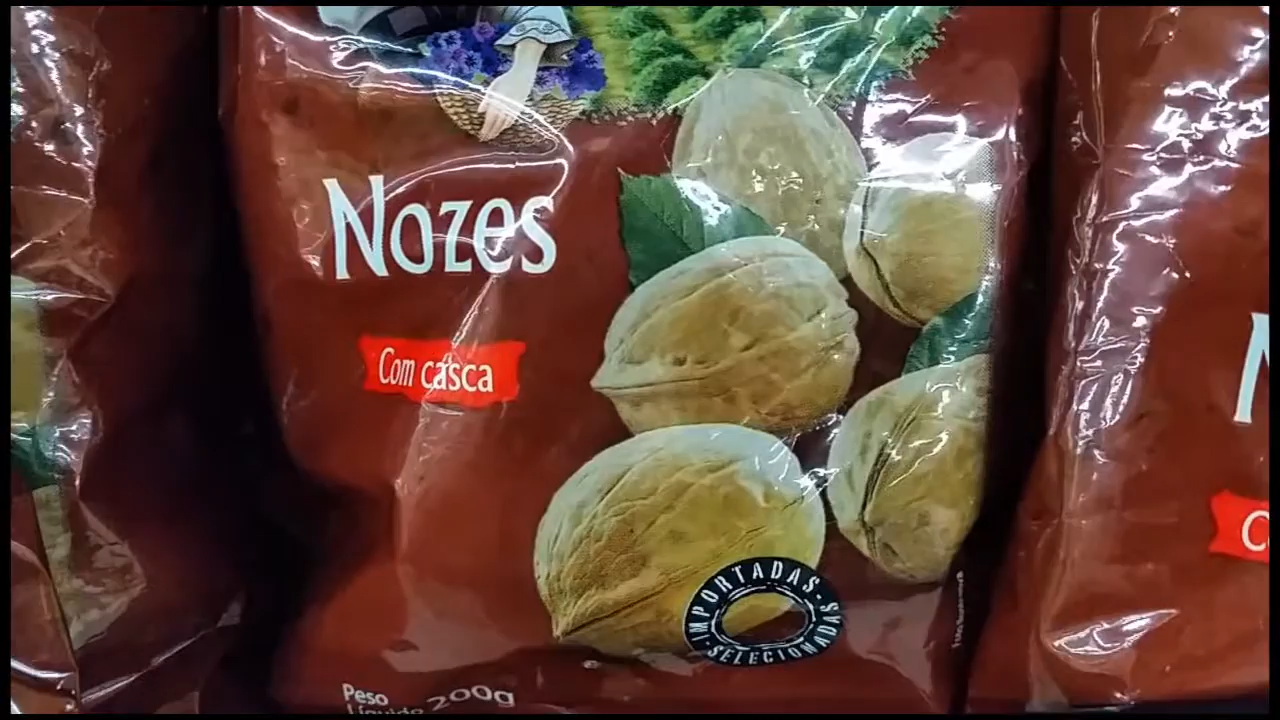 Nozes
Com casca
IMPORTADAS - SELECIONADAS -
Peso
Líquido 200g
N
C